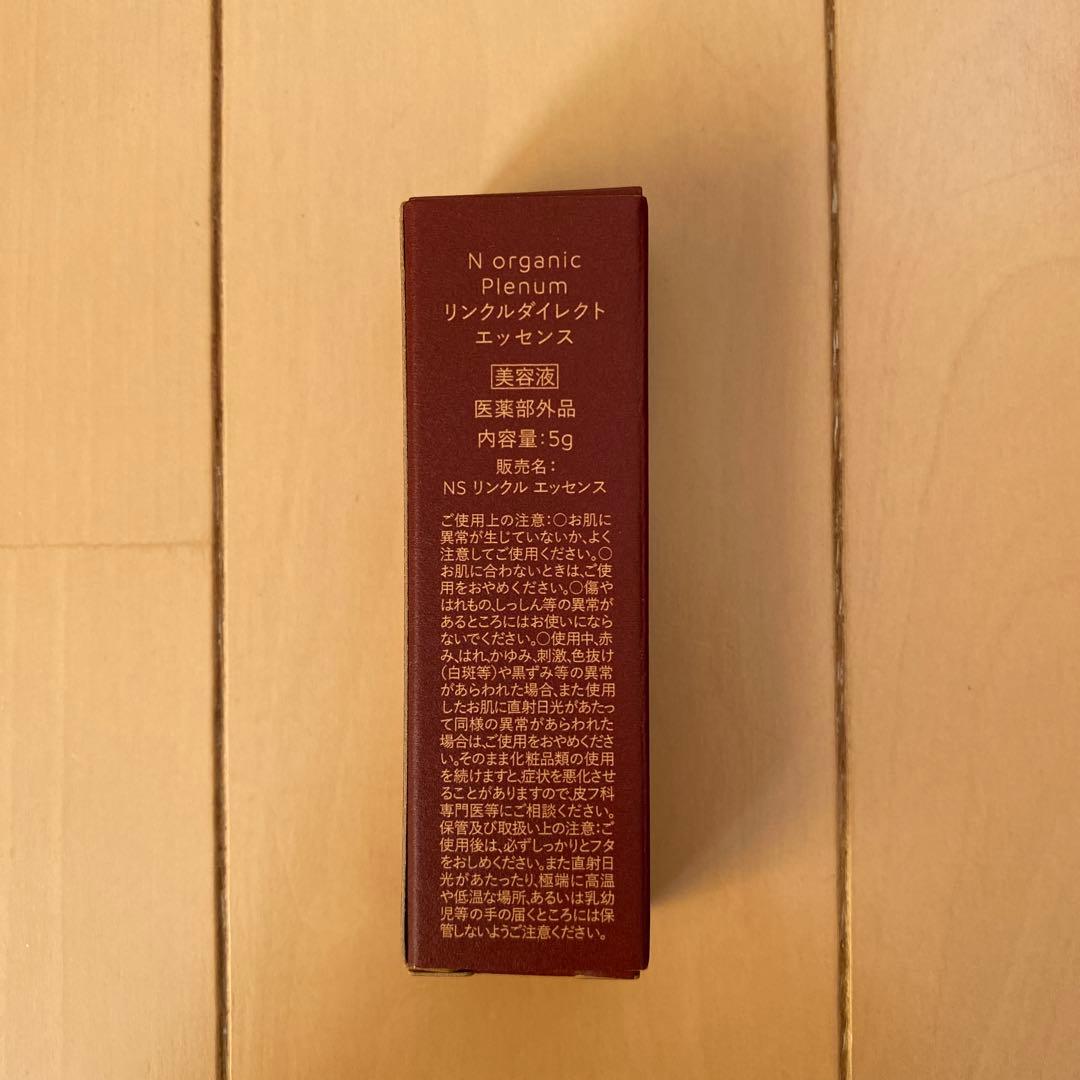 N organic
Plenum
リンクルダイレクト
エッセンス
美容液
医薬部外品
内容量:5g
販売名:
NS リンクル エッセンス
ご使用上の注意:○お肌に
異常が生じていないか、よく
注意してご使用ください。○
お肌に合わないときは、ご使
用をおやめください。○傷や
はれもの、しっしん等の異常が
あるところにはお使いになら
ないでください。○使用中、赤
み、はれ、かゆみ、刺激、色抜け
(白斑等)や黒ずみ等の異常
があらわれた場合、また使用
したお肌に直射日光があたっ
て同様の異常があらわれた
場合は、ご使用をおやめくださ
い。そのまま化粧品類の使用
を続けますと、症状を悪化させ
ることがありますので、皮フ科
専門医等にご相談ください。
保管及び取扱い上の注意:ご
使用後は、必ずしっかりとフタ
をおしめください。また直射日
光があたったり、極端に高温
や低温な場所、あるいは乳幼
児等の手の届くところには保
管しないようご注意ください。